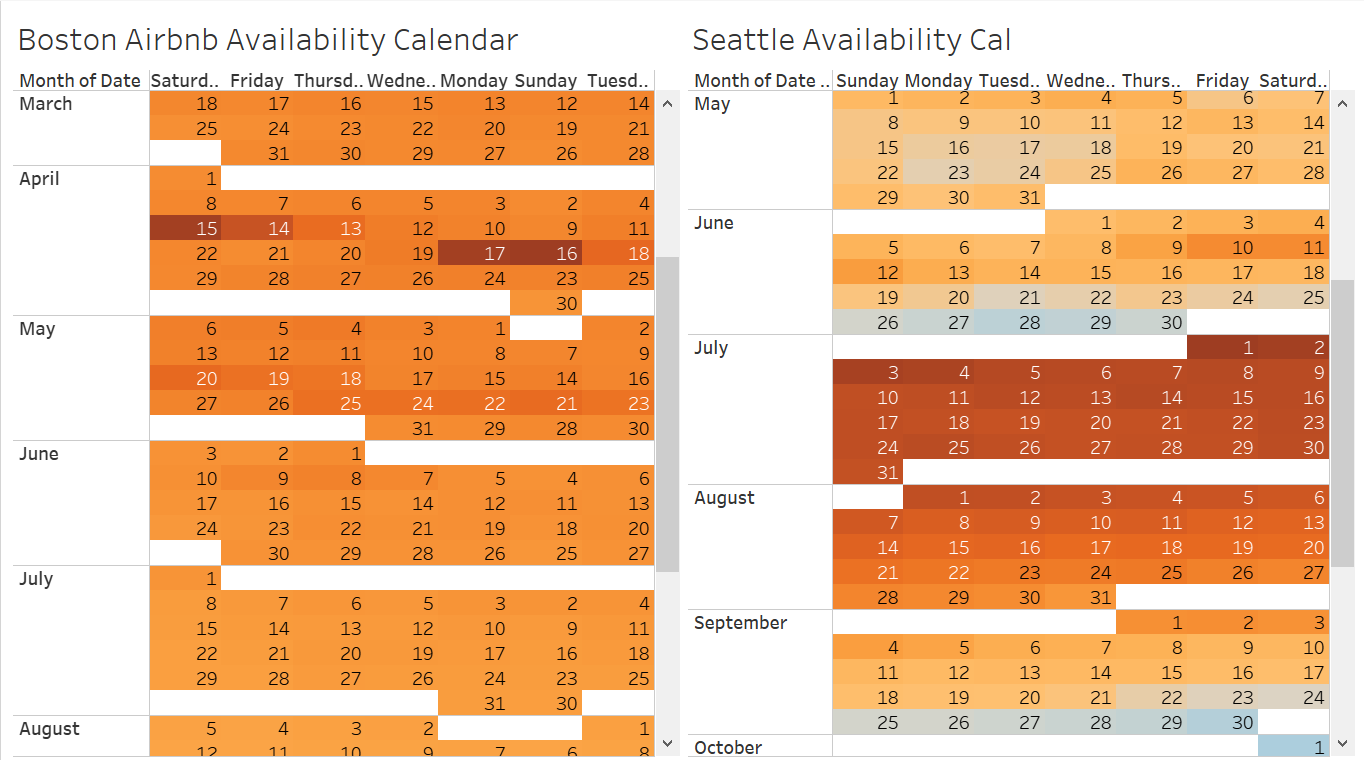 Boston Airbnb Availability Calendar
Month of Date Saturd.. Friday Thursd.. Wedne.. Monday Sunday Tuesd..
March 18 17 16 15 13 12 14
25 24 23 22 20 19 21
31 30 29 27 26 28
April 1
8 7 6 5 3 2 4
15 14 13 12 10 9 11
22 21 20 19 17 16 18
29 28 27 26 24 23 25
30
May 6 5 4 3 1 2
13 12 11 10 8 7 9
20 19 18 17 15 14 16
27 26 25 24 22 21 23
31 29 28 30
June 3 2 1
10 9 8 7 5 4 6
17 16 15 14 12 11 13
24 23 22 21 19 18 20
30 29 28 26 25 27
July 1
8 7 6 5 3 2 4
15 14 13 12 10 9 11
22 21 20 19 17 16 18
29 28 27 26 24 23 25
31 30
August 5 4 3 2 1
12 11 10 9 7 6 8
Seattle Availability Cal
Month of Date .. Sunday Monday Tuesd.. Wedne.. Thurs.. Friday Saturd..
May 1 2 3 4 5 6 7
8 9 10 11 12 13 14
15 16 17 18 19 20 21
22 23 24 25 26 27 28
29 30 31
June 1 2 3 4
5 6 7 8 9 10 11
12 13 14 15 16 17 18
19 20 21 22 23 24 25
26 27 28 29 30
July 1 2
3 4 5 6 7 8 9
10 11 12 13 14 15 16
17 18 19 20 21 22 23
24 25 26 27 28 29 30
31
August 1 2 3 4 5 6
7 8 9 10 11 12 13
14 15 16 17 18 19 20
21 22 23 24 25 26 27
28 29 30 31
September 1 2 3
4 5 6 7 8 9 10
11 12 13 14 15 16 17
18 19 20 21 22 23 24
25 26 27 28 29 30
October 1